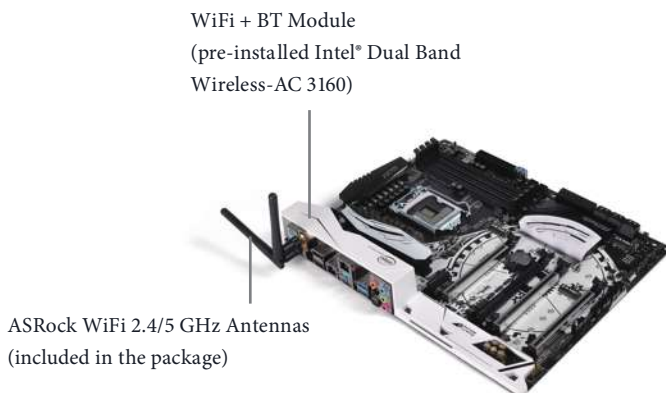 WiFi + BT Module
(pre-installed Intel® Dual Band
Wireless-AC 3160)
ASRock WiFi 2.4/5 GHz Antennas
(included in the package)